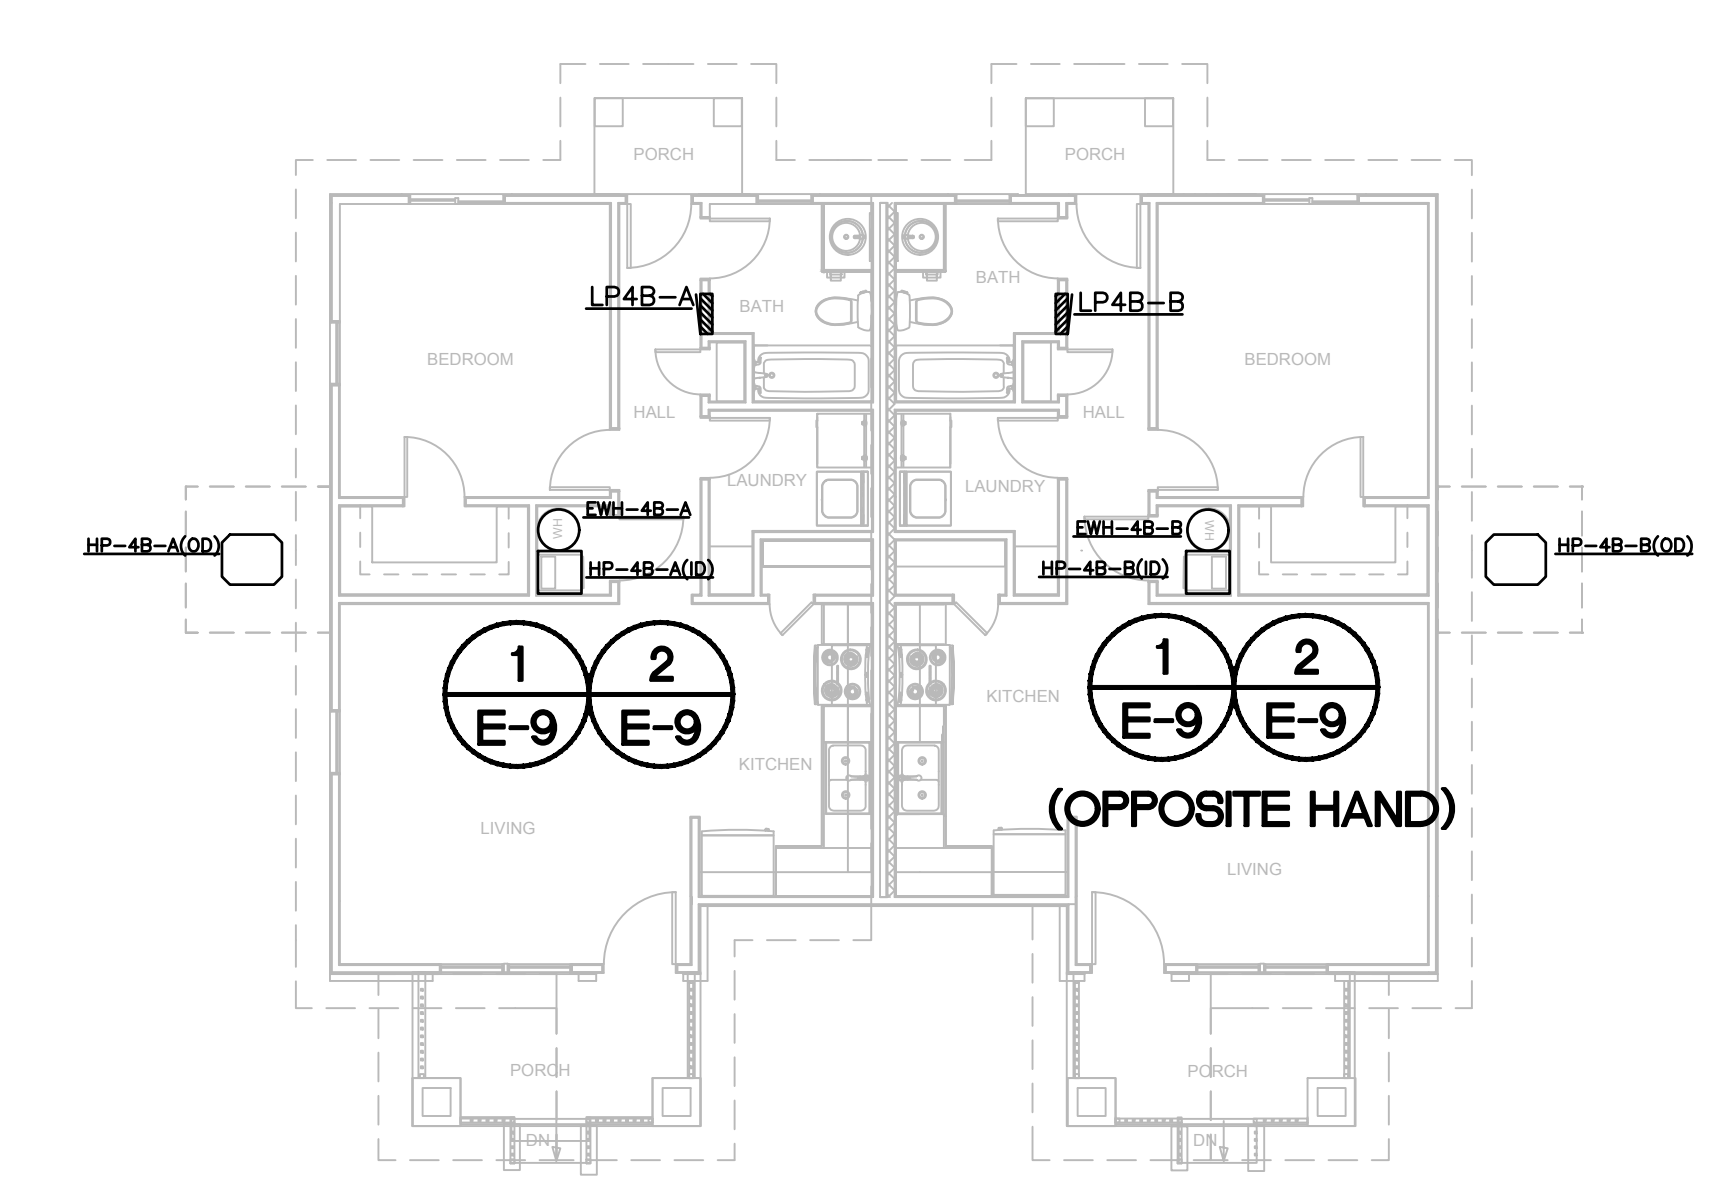 PORCH
PORCH
LP4B-A
BATH
BATH
LP4B-B
BEDROOM
BEDROOM
HALL
HALL
LAUNDRY
LAUNDRY
EWH-4B-A
WH
EWH-4B-B
WH
HP-4B-A(OD)
HP-4B-A(ID)
HP-4B-B(ID)
HP-4B-B(OD)
1
E-9
2
E-9
1
E-9
2
E-9
KITCHEN
KITCHEN
(OPPOSITE HAND)
LIVING
LIVING
PORCH
PORCH
DN
DN